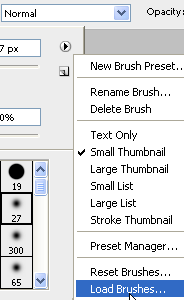 Normal
Opacity:
7 px
New Brush Preset...
Rename Brush...
Delete Brush
0%
Text Only
Small Thumbnail
Large Thumbnail
Small List
Large List
Stroke Thumbnail
Preset Manager...
Reset Brushes...
Load Brushes...
19
27
300
65